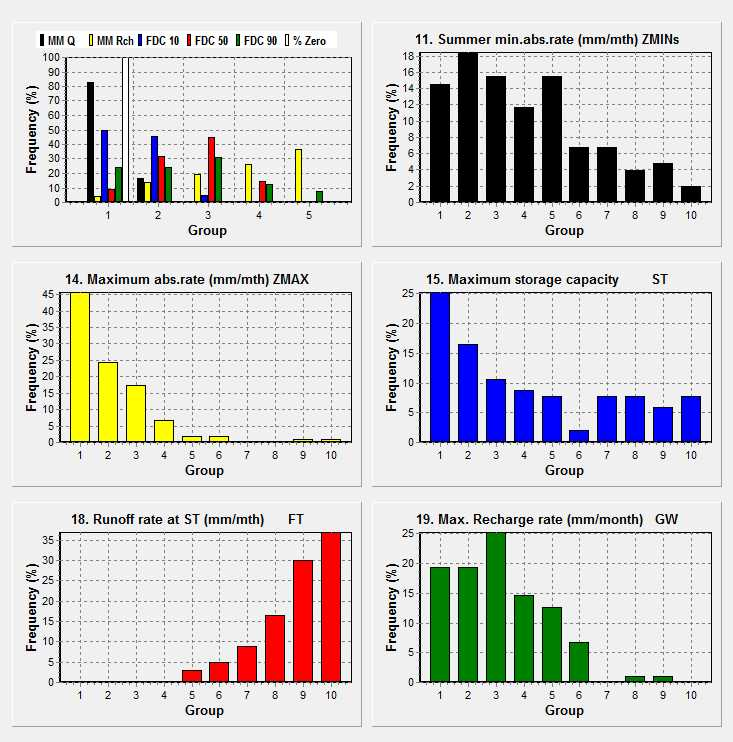 MM Q MM Rch FDC 10 FDC 50 FDC 90 % Zero
100
90
80
70
60
50
40
30
20
10
0
Frequency (%)
1 2 3 4 5
Group
11. Summer min.abs.rate (mm/mth) ZMINs
18
16
14
12
10
8
6
4
2
0
Frequency (%)
1 2 3 4 5 6 7 8 9 10
Group
14. Maximum abs.rate (mm/mth) ZMAX
45
40
35
30
25
20
15
10
5
0
Frequency (%)
1 2 3 4 5 6 7 8 9 10
Group
15. Maximum storage capacity ST
25
20
15
10
5
0
Frequency (%)
1 2 3 4 5 6 7 8 9 10
Group
18. Runoff rate at ST (mm/mth) FT
35
30
25
20
15
10
5
0
Frequency (%)
1 2 3 4 5 6 7 8 9 10
Group
19. Max. Recharge rate (mm/month) GW
25
20
15
10
5
0
Frequency (%)
1 2 3 4 5 6 7 8 9 10
Group